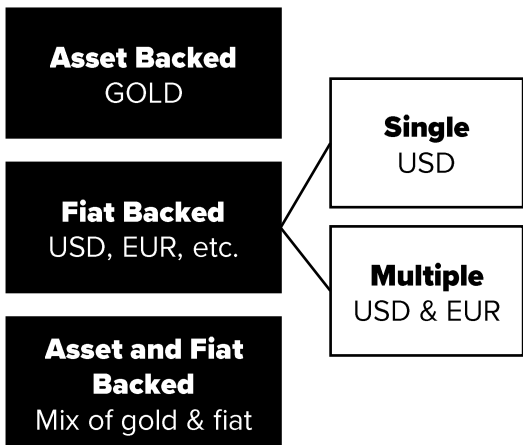 Asset Backed
GOLD
Fiat Backed
USD, EUR, etc.
Asset and Fiat
Backed
Mix of gold & fiat
Single
USD
Multiple
USD & EUR